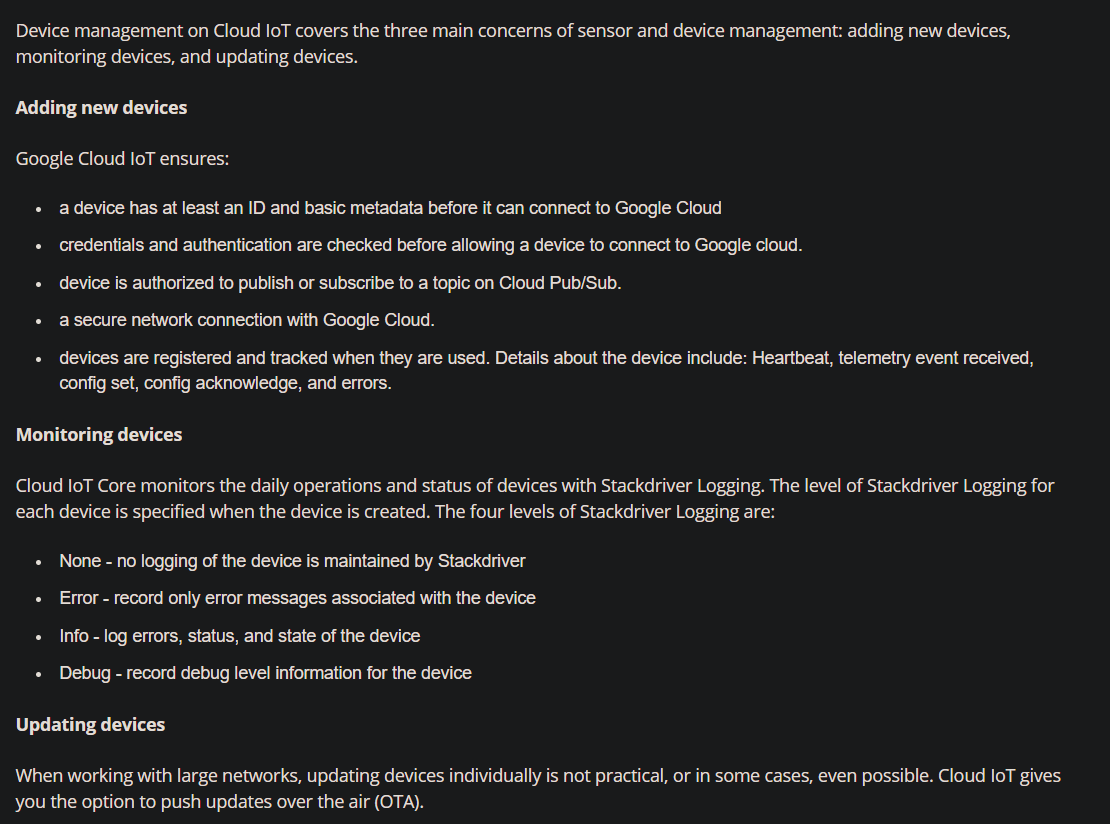 Device management on Cloud IoT covers the three main concerns of sensor and device management: adding new devices,
monitoring devices, and updating devices.
Adding new devices
Google Cloud IoT ensures:
• a device has at least an ID and basic metadata before it can connect to Google Cloud
• credentials and authentication are checked before allowing a device to connect to Google cloud.
• device is authorized to publish or subscribe to a topic on Cloud Pub/Sub.
• a secure network connection with Google Cloud.
• devices are registered and tracked when they are used. Details about the device include: Heartbeat, telemetry event received,
config set, config acknowledge, and errors.
Monitoring devices
Cloud IoT Core monitors the daily operations and status of devices with Stackdriver Logging. The level of Stackdriver Logging for
each device is specified when the device is created. The four levels of Stackdriver Logging are:
• None - no logging of the device is maintained by Stackdriver
• Error - record only error messages associated with the device
• Info - log errors, status, and state of the device
• Debug - record debug level information for the device
Updating devices
When working with large networks, updating devices individually is not practical, or in some cases, even possible. Cloud IoT gives
you the option to push updates over the air (OTA).